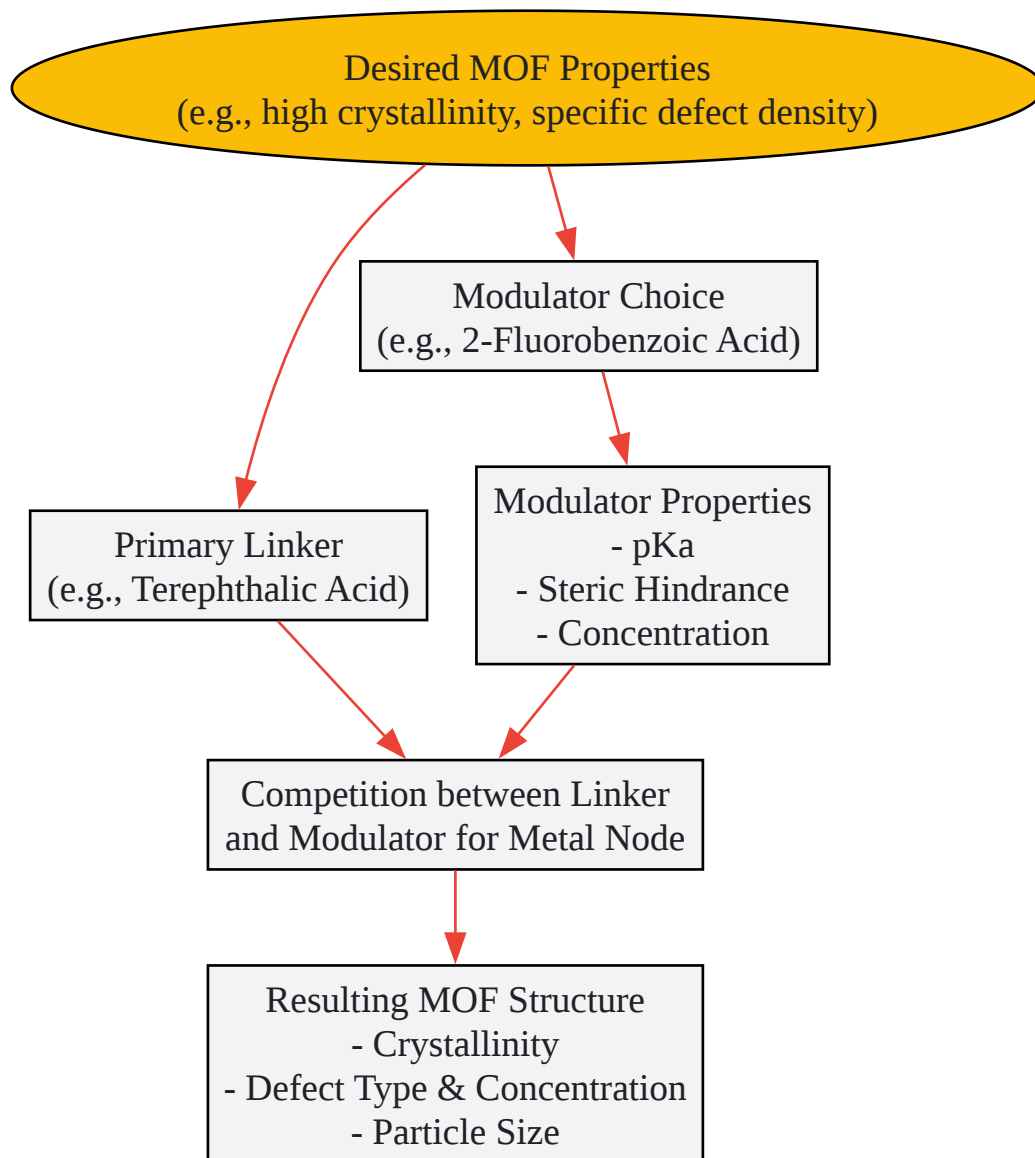 Desired MOF Properties
(e.g., high crystallinity, specific defect density)
Modulator Choice
(e.g., 2-Fluorobenzoic Acid)
Primary Linker
(e.g., Terephthalic Acid)
Modulator Properties
- pKa
- Steric Hindrance
- Concentration
Competition between Linker
and Modulator for Metal Node
Resulting MOF Structure
- Crystallinity
- Defect Type & Concentration
- Particle Size